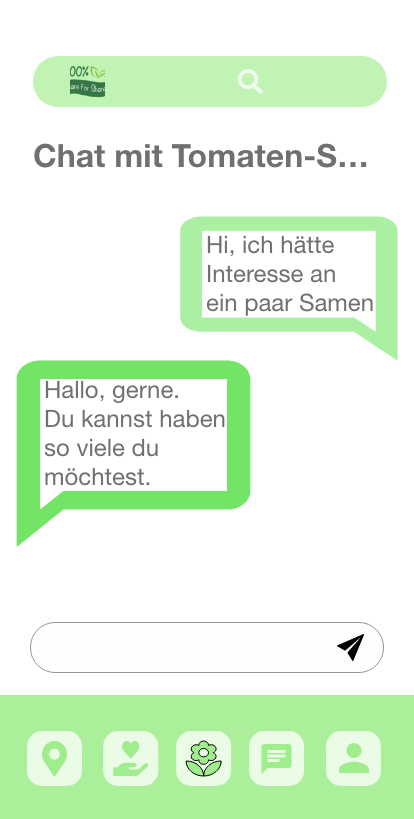 00%
are For Share
Chat mit Tomaten-S...
Hi, ich hätte
Interesse an
ein paar Samen
Hallo, gerne.
Du kannst haben
so viele du
möchtest.